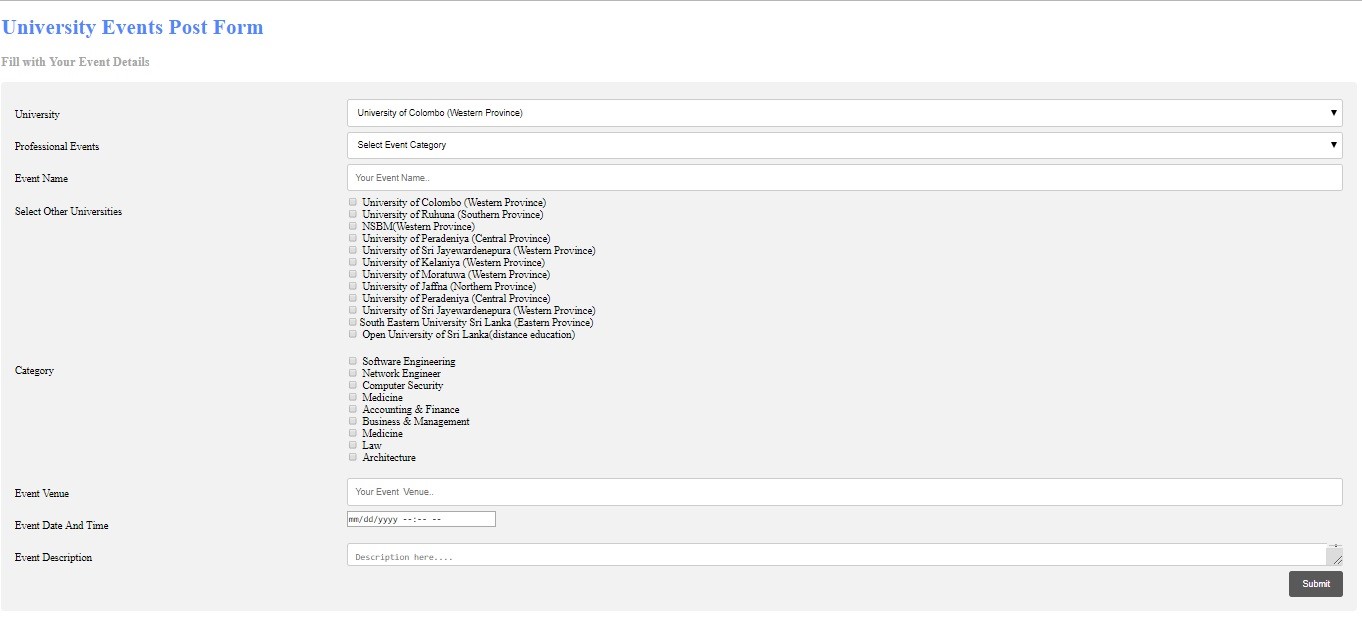 University Events Post Form
Fill with Your Event Details
University
University of Colombo (Western Province)
Professional Events
Select Event Category
Event Name
Your Event Name..
Select Other Universities
University of Colombo (Western Province)
University of Ruhuna (Southern Province)
NSBM(Western Province)
University of Peradeniya (Central Province)
University of Sri Jayewardenepura (Western Province)
University of Kelaniya (Western Province)
University of Moratuwa (Western Province)
University of Jaffna (Northern Province)
University of Peradeniya (Central Province)
University of Sri Jayewardenepura (Western Province)
South Eastern University Sri Lanka (Eastern Province)
Open University of Sri Lanka(distance education)
Category
Software Engineering
Network Engineer
Computer Security
Medicine
Accounting & Finance
Business & Management
Medicine
Law
Architecture
Event Venue
Your Event Venue..
Event Date And Time
mm/dd/yyyy --:-- --
Event Description
Description here....
Submit